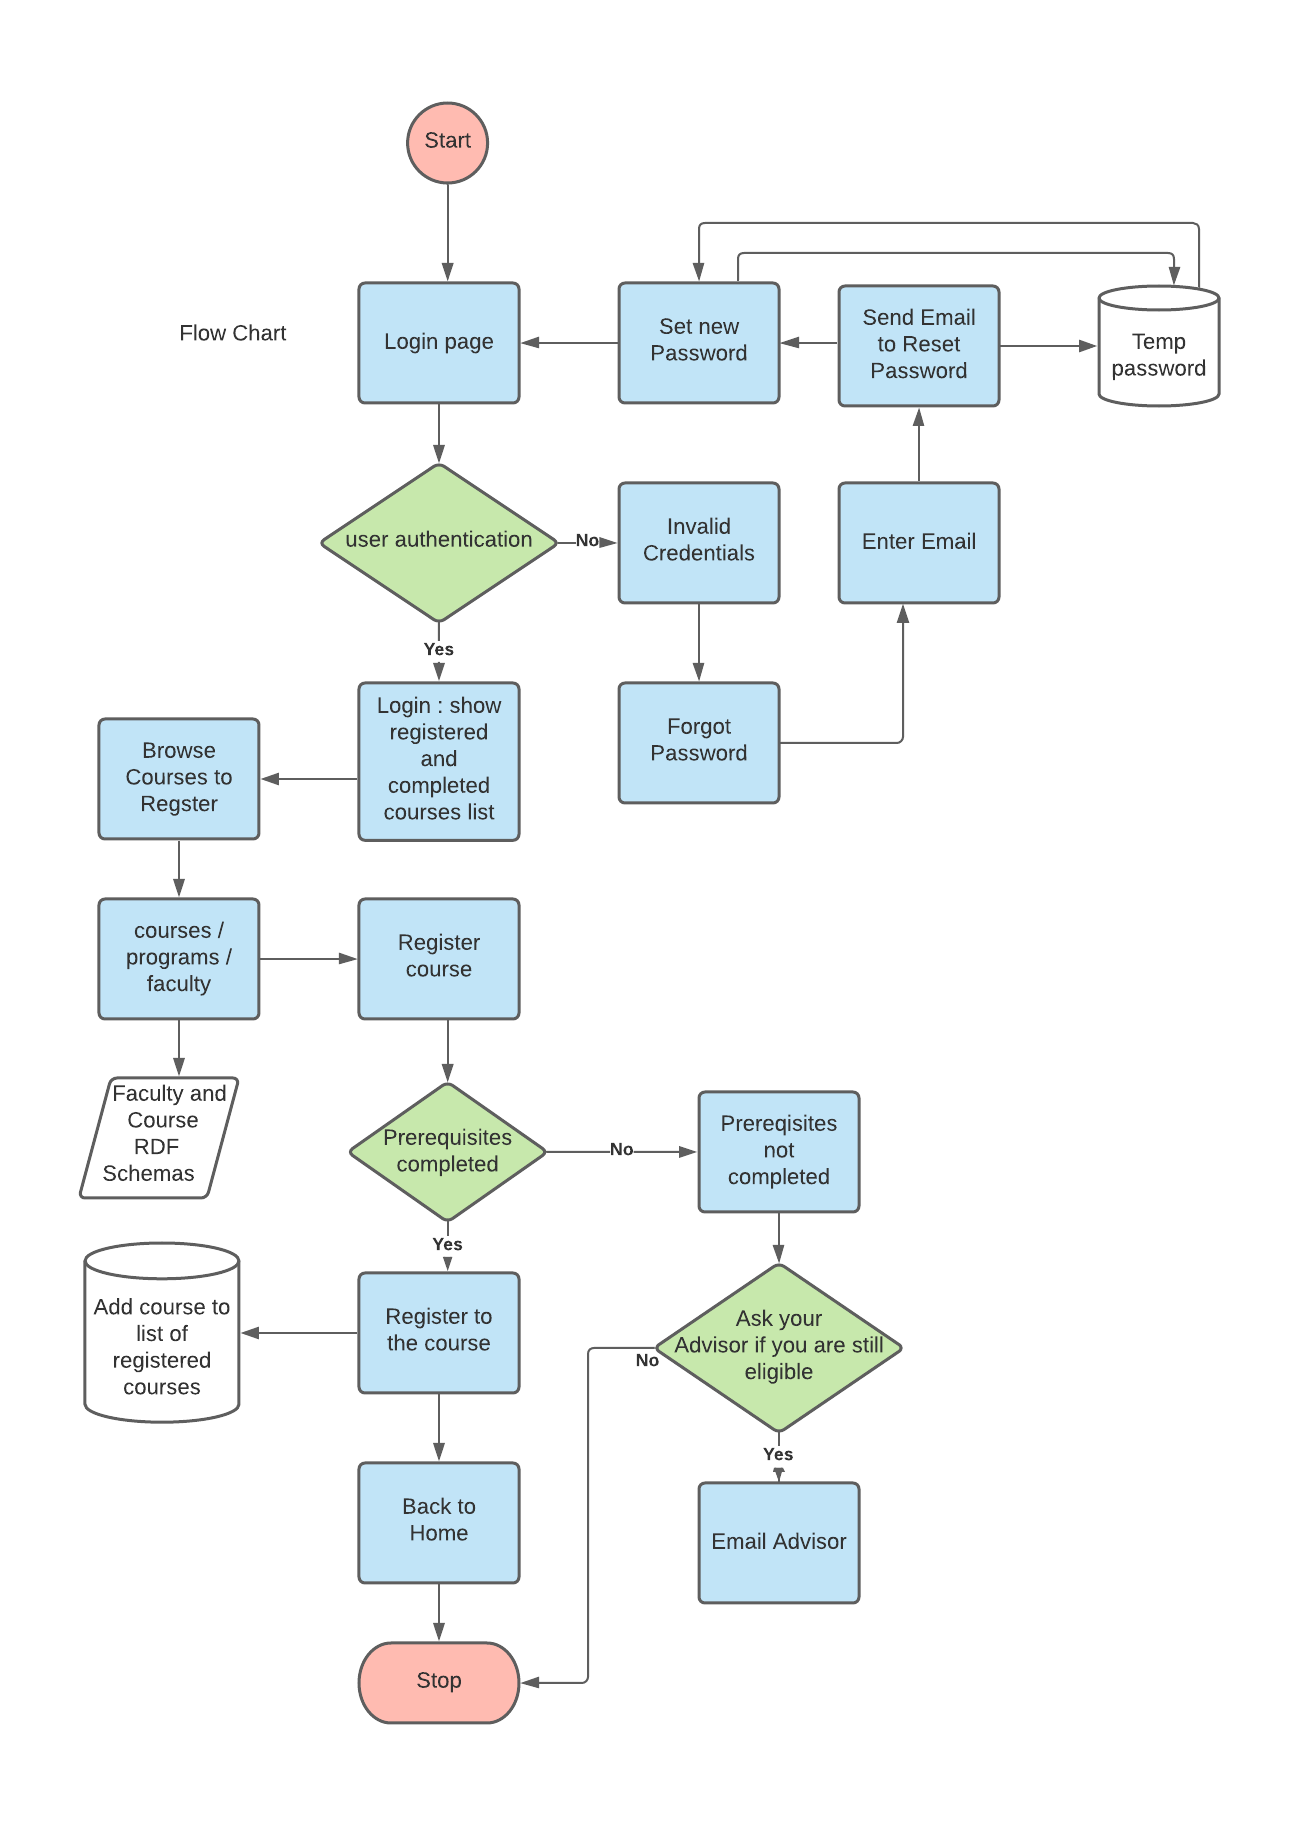 Start
Flow Chart
Login page
Set new
Password
Send Email
to Reset
Password
Temp
password
user authentication
No
Invalid
Credentials
Enter Email
Yes
Login : show
registered
and
completed
courses list
Forgot
Password
Browse
Courses to
Regster
courses /
programs /
faculty
Register
course
Faculty and
Course
RDF
Schemas
Prerequisites
completed
No
Prereqisites
not
completed
Yes
Add course to
list of
registered
courses
Register to
the course
Ask your
Advisor if you are still
eligible
No
Yes
Back to
Home
Email Advisor
Stop